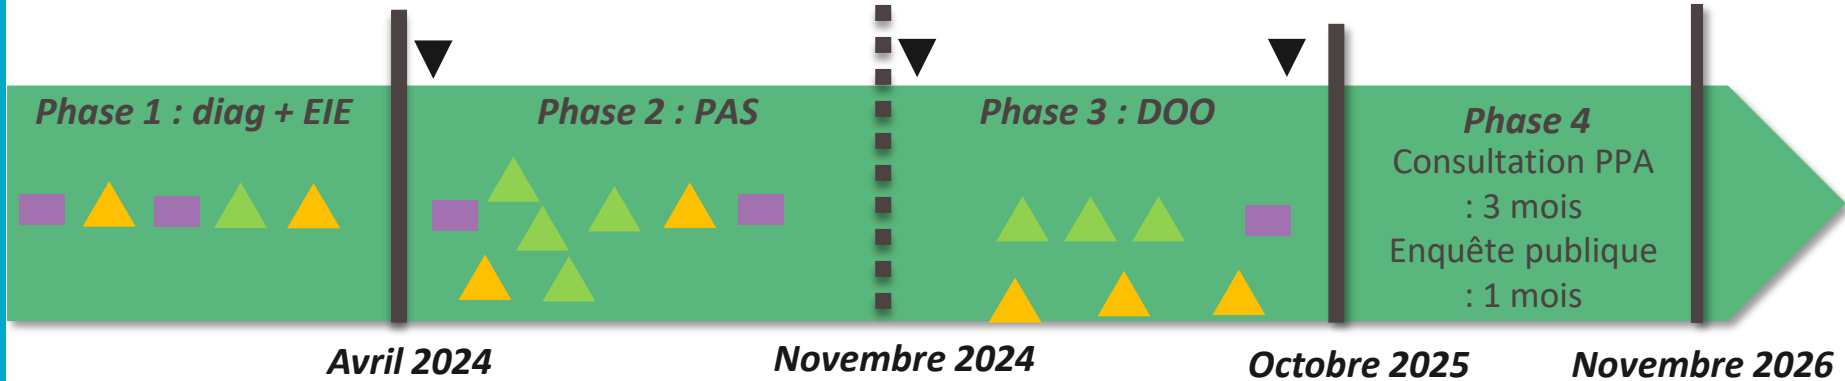 Phase 1 : diag + EIE
Phase 2 : PAS
Phase 3 : DOO
Phase 4
Consultation PPA
: 3 mois
Enquête publique
: 1 mois
Avril 2024
Novembre 2024
Octobre 2025
Novembre 2026